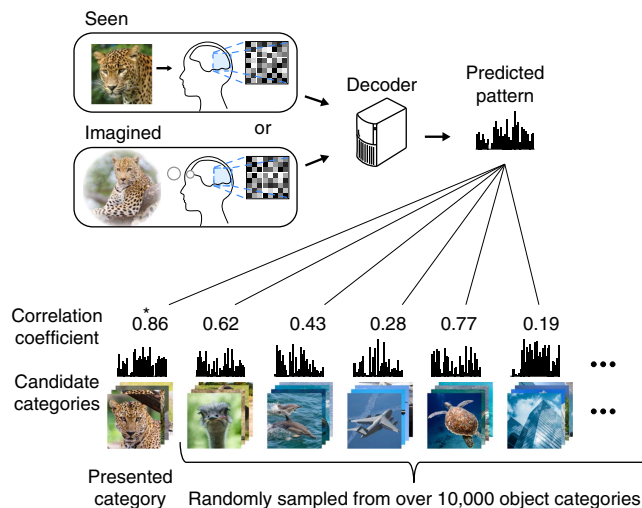 Seen
Decoder
Predicted
pattern
Imagined
or
Correlation
coefficient
*
0.86 0.62 0.43 0.28 0.77 0.19
•••
Candidate
categories
•••
Presented
category
Randomly sampled from over 10,000 object categories